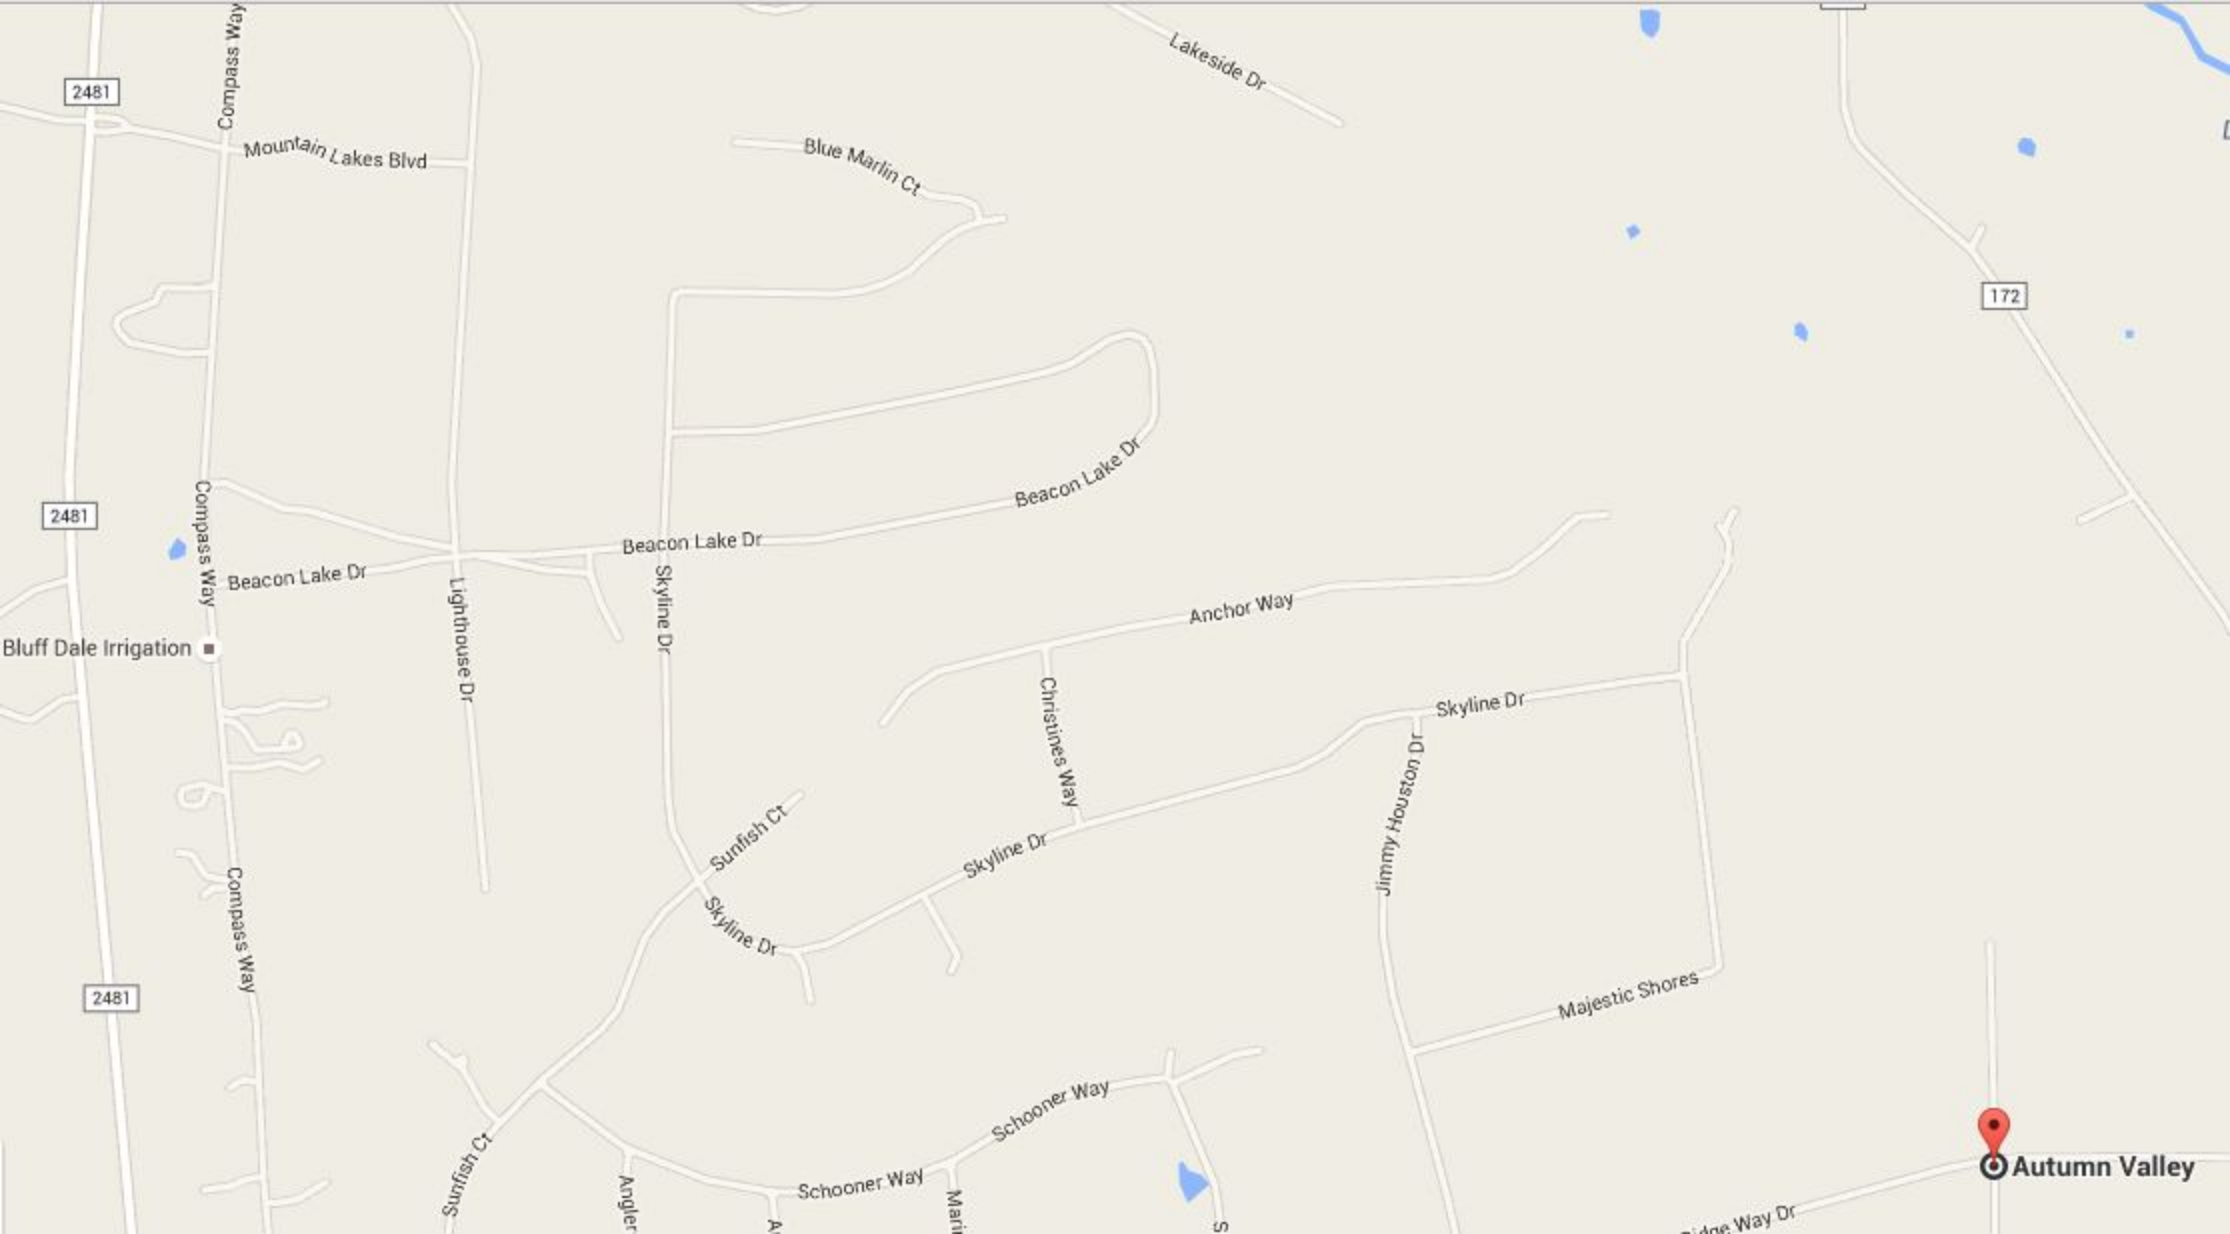 Compass Way
Lakeside Dr
2481
Mountain Lakes Blvd
Blue Marlin Ct
172
Beacon Lake Dr
Compass Way
2481
Beacon Lake Dr
Beacon Lake Dr
Skyline Dr
Lighthouse Dr
Anchor Way
Bluff Dale Irrigation
Christines Way
Skyline Dr
Jimmy Houston Dr
Sunfish Ct
Skyline Dr
Skyline Dr
Compass Way
2481
Majestic Shores
Schooner Way
Sunfish Ct
Autumn Valley
Schooner Way
Angler
Way Dr